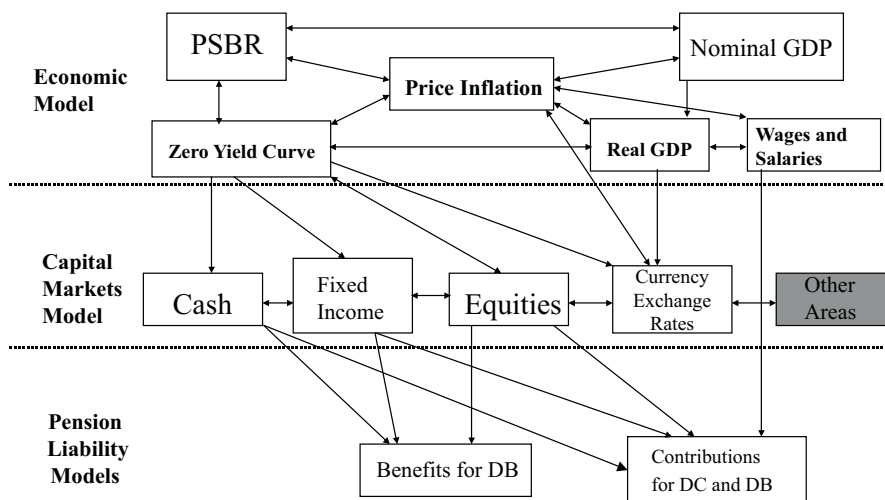 PSBR
Nominal GDP
Economic
Model
Price Inflation
Zero Yield Curve
Real GDP
Wages and
Salaries
Capital
Markets
Model
Cash
Fixed
Income
Equities
Currency
Exchange
Rates
Other
Areas
Pension
Liability
Models
Benefits for DB
Contributions
for DC and DB